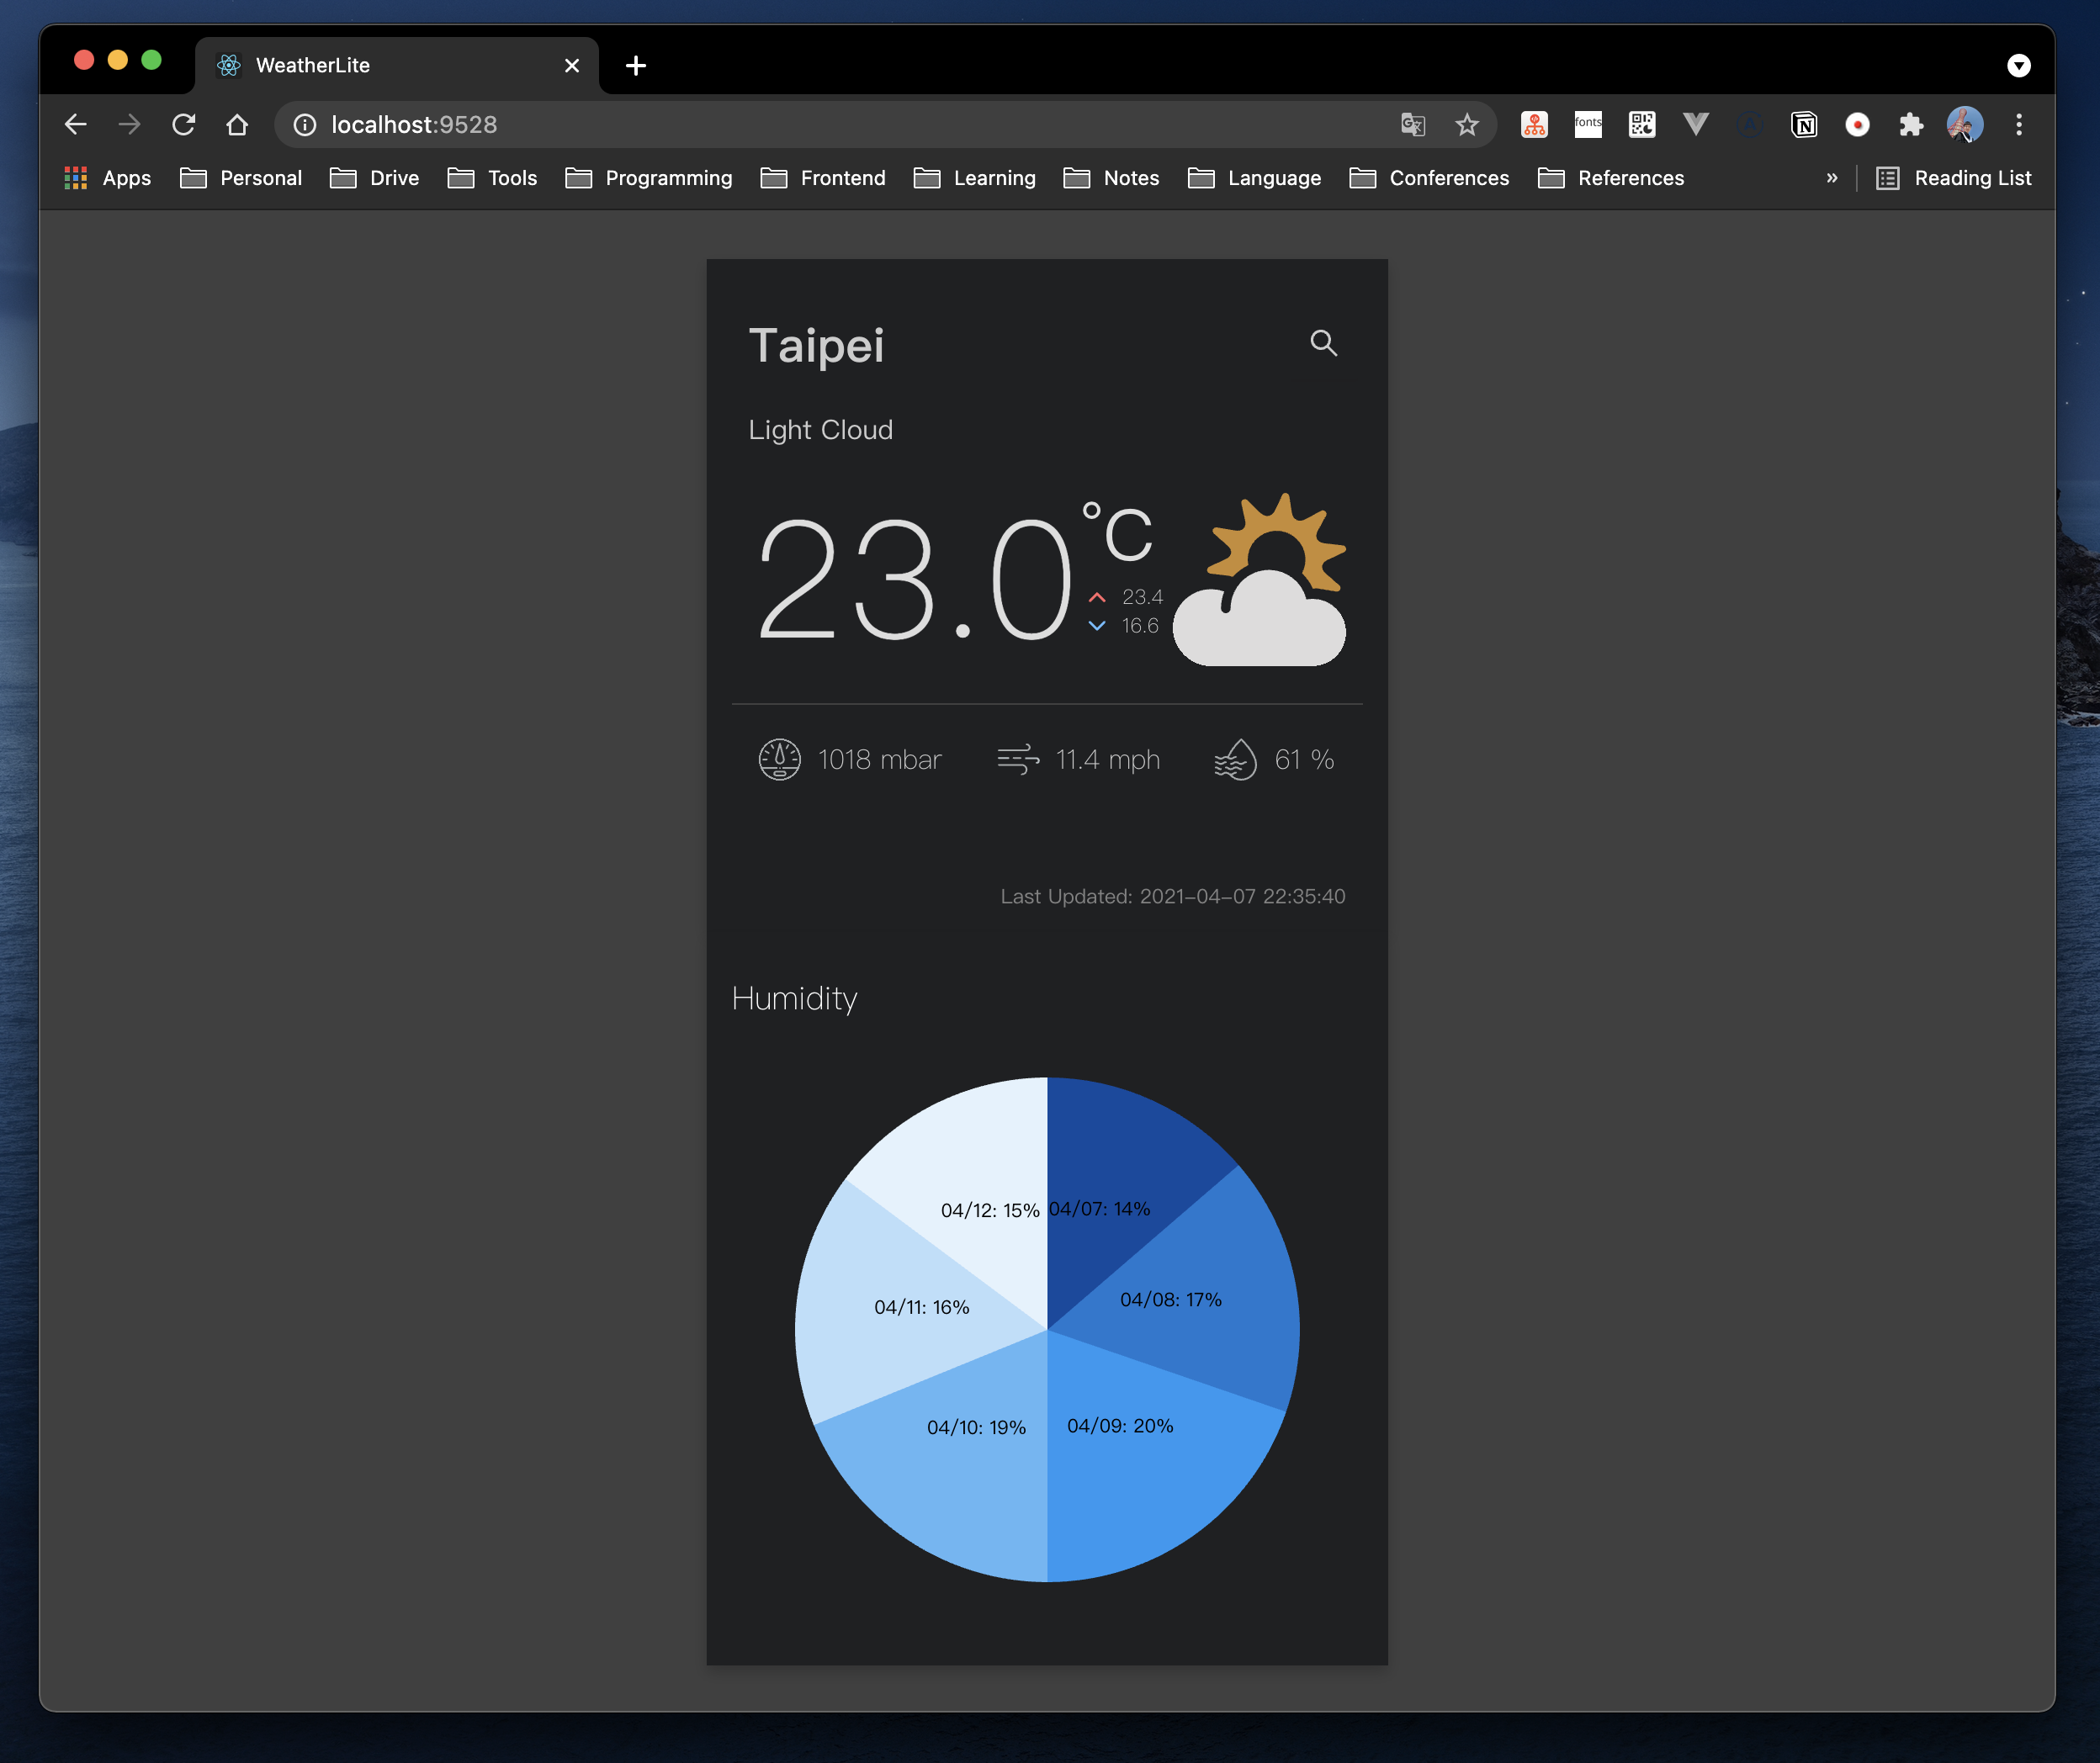 WeatherLite
localhost:9528
fonts
Apps Personal Drive Tools Programming Frontend Learning Notes Language Conferences References » Reading List
Taipei
Light Cloud
23.0 °C
23.4
16.6
1018 mbar 11.4 mph 61 %
Last Updated: 2021-04-07 22:35:40
Humidity
04/12: 15% 04/07: 14%
04/11: 16% 04/08: 17%
04/10: 19% 04/09: 20%